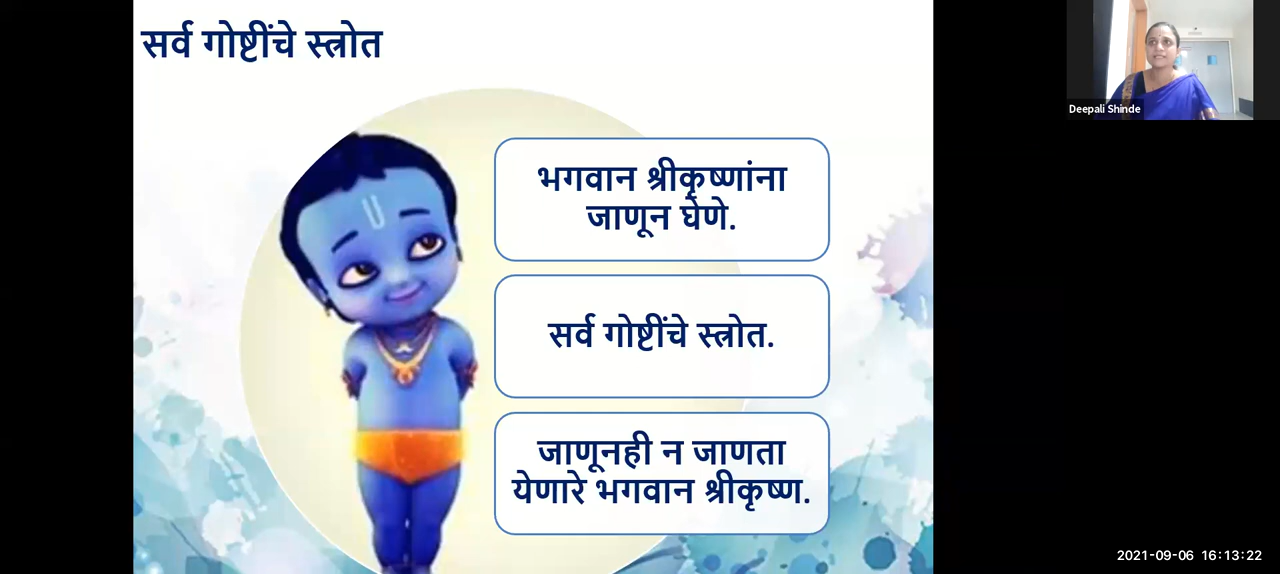 सर्व गोष्टींचे स्त्रोत
Deepali Shinde
भगवान श्रीकृष्णांना
जाणून घेणे.
सर्व गोष्टींचे स्त्रोत.
जाणूनही न जाणता
येणारे भगवान श्रीकृष्ण.
2021-09-06 16:13:22